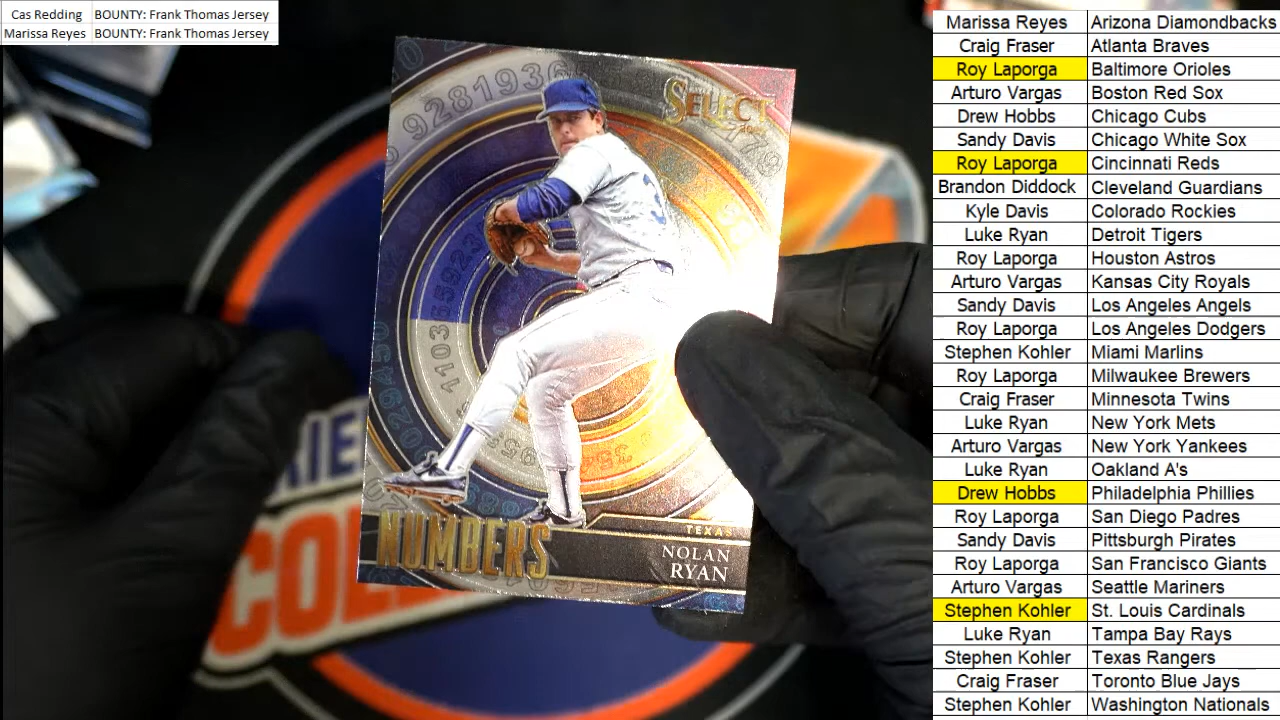 Cas Redding BOUNTY: Frank Thomas Jersey
Marissa Reyes BOUNTY: Frank Thomas Jersey
9281936
SELECT
NUMBERS
TEXAS
NOLAN
RYAN
COL
Marissa Reyes Arizona Diamondbacks
Craig Fraser Atlanta Braves
Roy Laporga Baltimore Orioles
Arturo Vargas Boston Red Sox
Drew Hobbs Chicago Cubs
Sandy Davis Chicago White Sox
Roy Laporga Cincinnati Reds
Brandon Diddock Cleveland Guardians
Kyle Davis Colorado Rockies
Luke Ryan Detroit Tigers
Roy Laporga Houston Astros
Arturo Vargas Kansas City Royals
Sandy Davis Los Angeles Angels
Roy Laporga Los Angeles Dodgers
Stephen Kohler Miami Marlins
Roy Laporga Milwaukee Brewers
Craig Fraser Minnesota Twins
Luke Ryan New York Mets
Arturo Vargas New York Yankees
Luke Ryan Oakland A's
Drew Hobbs Philadelphia Phillies
Roy Laporga San Diego Padres
Sandy Davis Pittsburgh Pirates
Roy Laporga San Francisco Giants
Arturo Vargas Seattle Mariners
Stephen Kohler St. Louis Cardinals
Luke Ryan Tampa Bay Rays
Stephen Kohler Texas Rangers
Craig Fraser Toronto Blue Jays
Stephen Kohler Washington Nationals